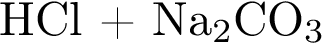 HCl + Na₂CO₃